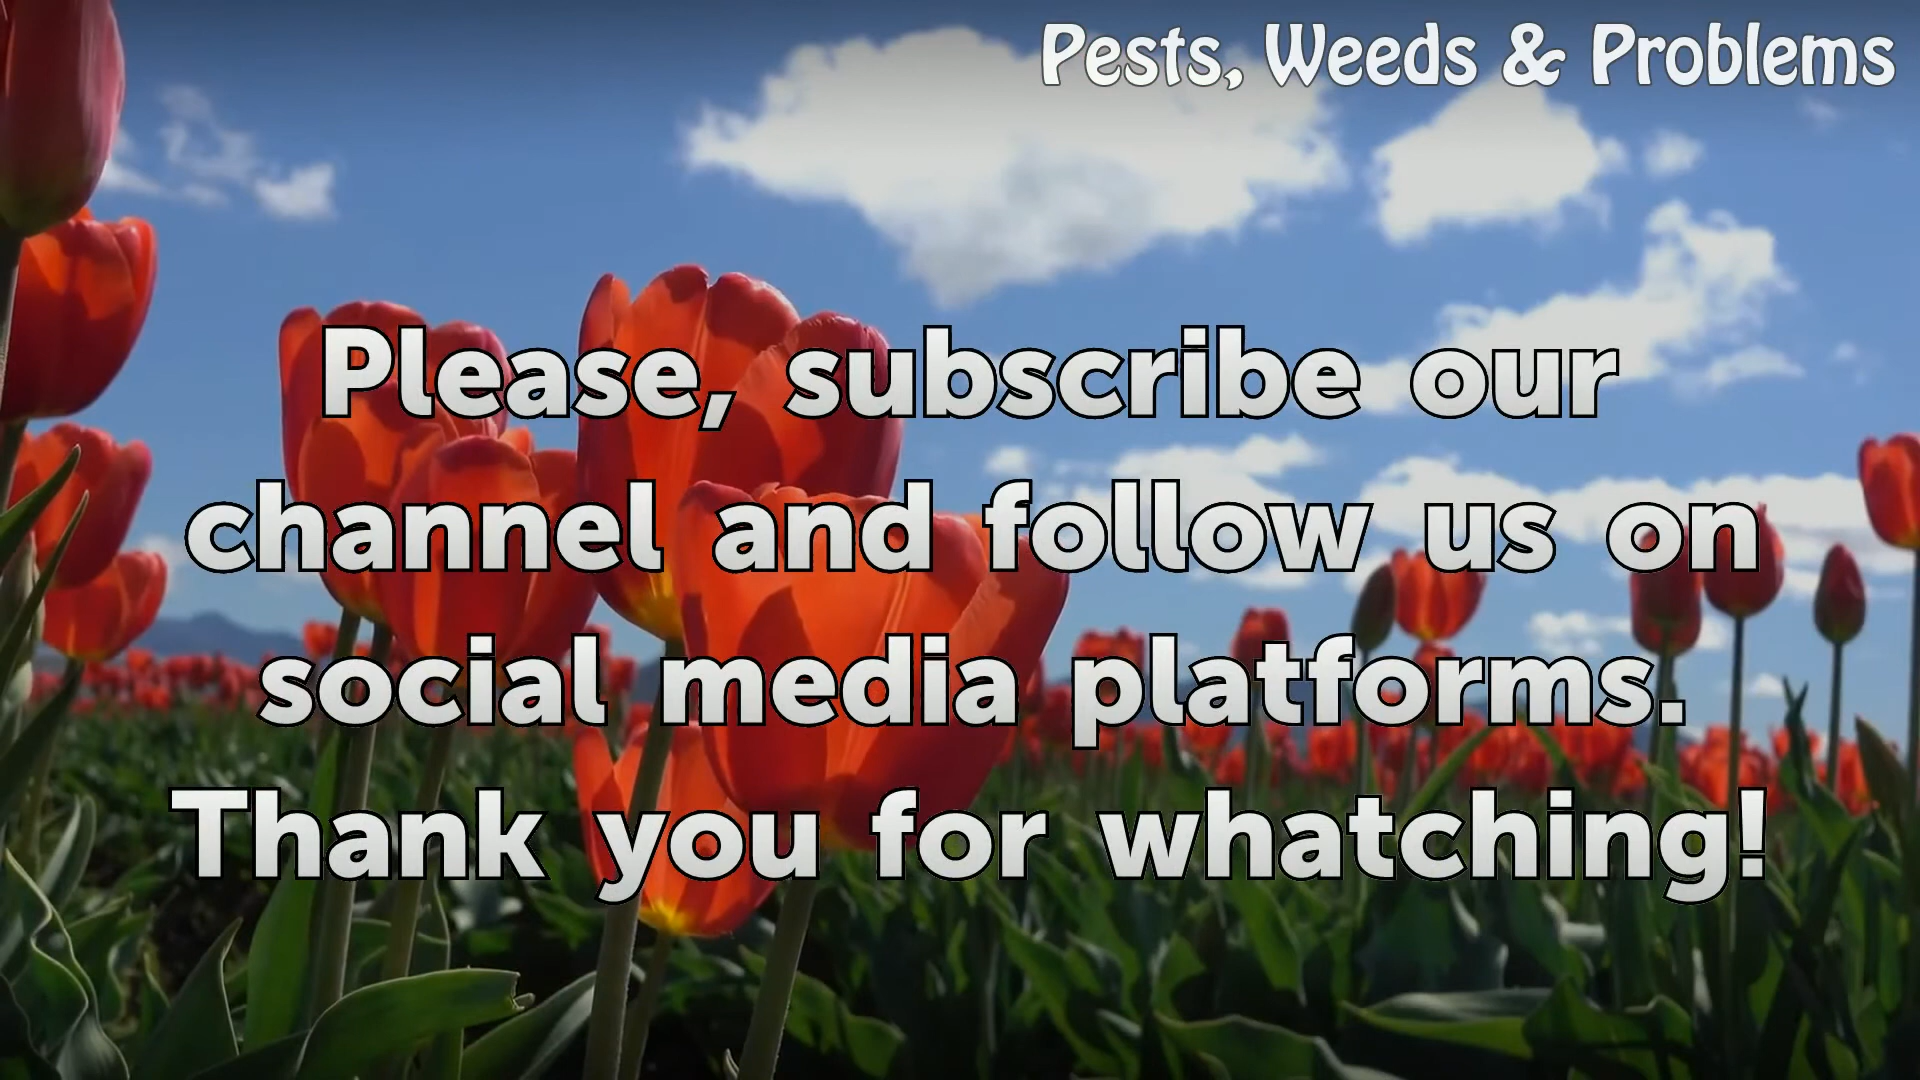 Pests, Weeds & Problems
Please, subscribe our
channel and follow us on
social media platforms.
Thank you for whatching!